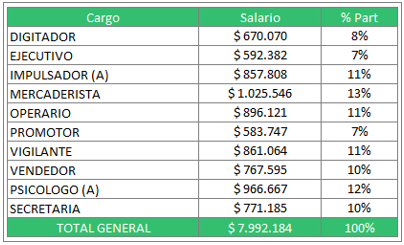 Cargo Salario % Part
DIGITADOR $ 670.070 8%
EJECUTIVO $ 592.382 7%
IMPULSADOR (A) $ 857.808 11%
MERCADERISTA $ 1.025.546 13%
OPERARIO $ 896.121 11%
PROMOTOR $ 583.747 7%
VIGILANTE $ 861.064 11%
VENDEDOR $ 767.595 10%
PSICOLOGO (A) $ 966.667 12%
SECRETARIA $ 771.185 10%
TOTAL GENERAL $ 7.992.184 100%